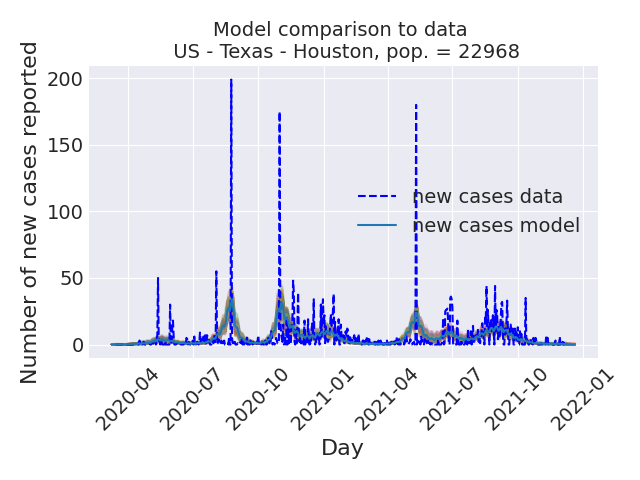 Model comparison to data
US - Texas - Houston, pop. = 22968
Number of new cases reported
200
150
100
50
0
new cases data
new cases model
2020-04
2020-07
2020-10
2021-01
2021-04
2021-07
2021-10
2022-01
Day